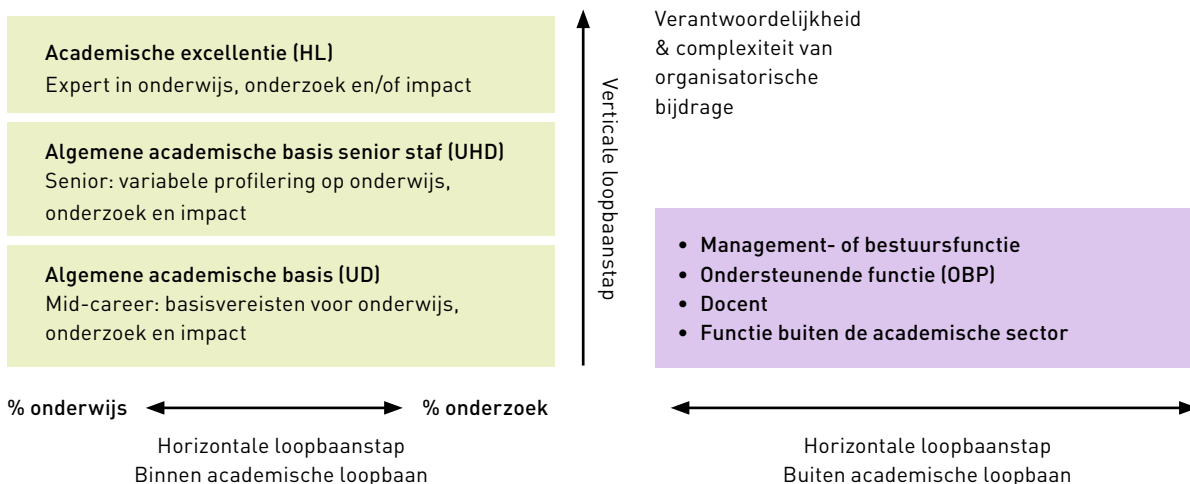 Academische excellentie (HL)
Expert in onderwijs, onderzoek en/of impact
Algemene academische basis senior staf (UHD)
Senior: variabele profilering op onderwijs,
onderzoek en impact
Algemene academische basis (UD)
Mid-career: basisvereisten voor onderwijs,
onderzoek en impact
Verticale loopbaanstap
Verantwoordelijkheid
& complexiteit van
organisatorische
bijdrage
• Management- of bestuursfunctie
• Ondersteunende functie (OBP)
• Docent
• Functie buiten de academische sector
% onderwijs
% onderzoek
Horizontale loopbaanstap
Binnen academische loopbaan
Horizontale loopbaanstap
Buiten academische loopbaan